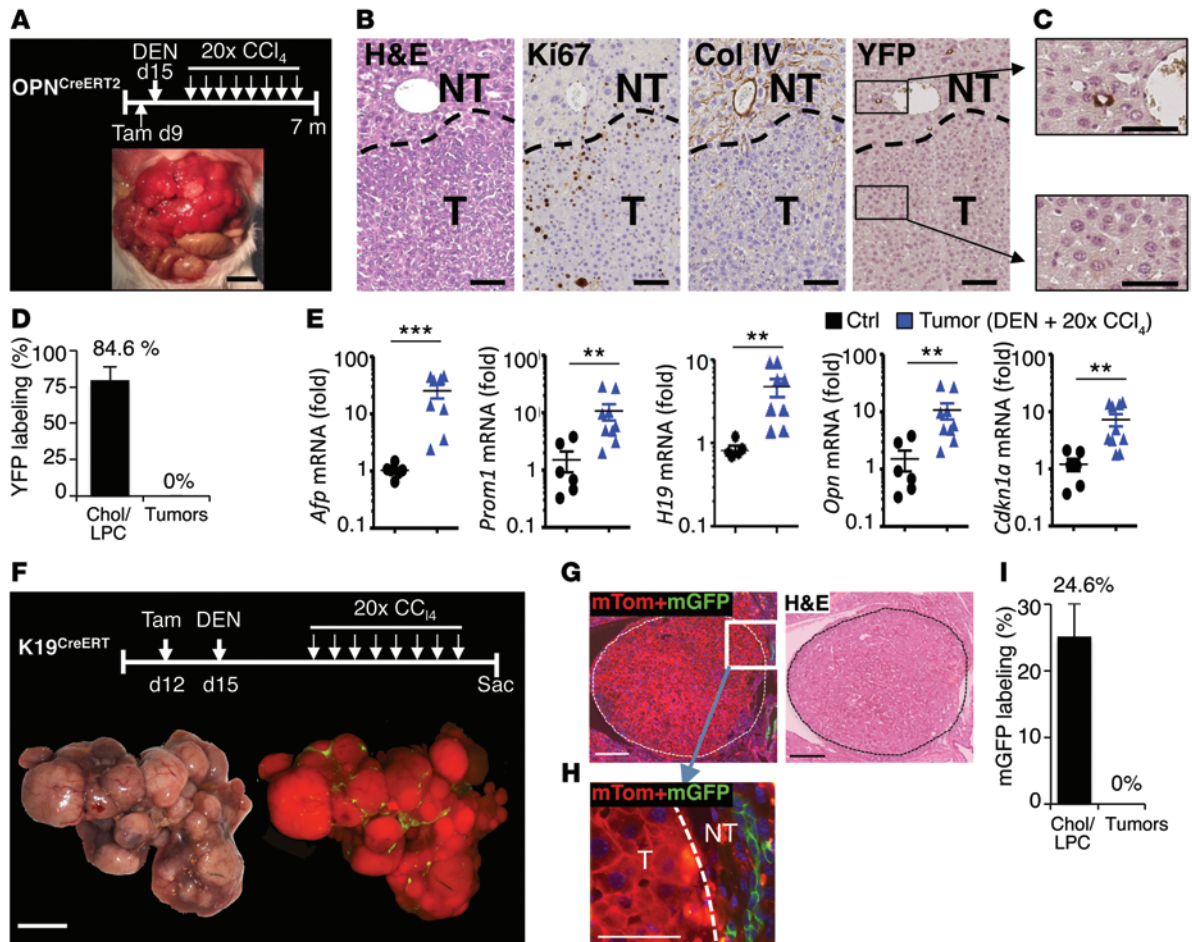 A
DEN
d15
20x CCl4
OPNCreERT2
Tam d9
7 m
B
H&E
NT
T
Ki67
NT
T
Col IV
NT
T
YFP
NT
T
C
D
YFP labeling (%)
100
75
50
25
0
84.6 %
0%
Chol/
LPC
Tumors
E
Ctrl
Tumor (DEN + 20x CCl4)
Afp mRNA (fold)
100
10
1
0.1
***
Prom1 mRNA (fold)
100
10
1
0.1
**
H19 mRNA (fold)
10
1
0.1
**
Opn mRNA (fold)
100
10
1
0.1
**
Cdkn1a mRNA (fold)
100
10
1
0.1
**
F
Tam
DEN
20x CCl4
K19CreERT
d12
d15
Sac
G
mTom+mGFP
H&E
H
mTom+mGFP
T
NT
I
mGFP labeling (%)
30
20
10
0
24.6%
0%
Chol/
LPC
Tumors